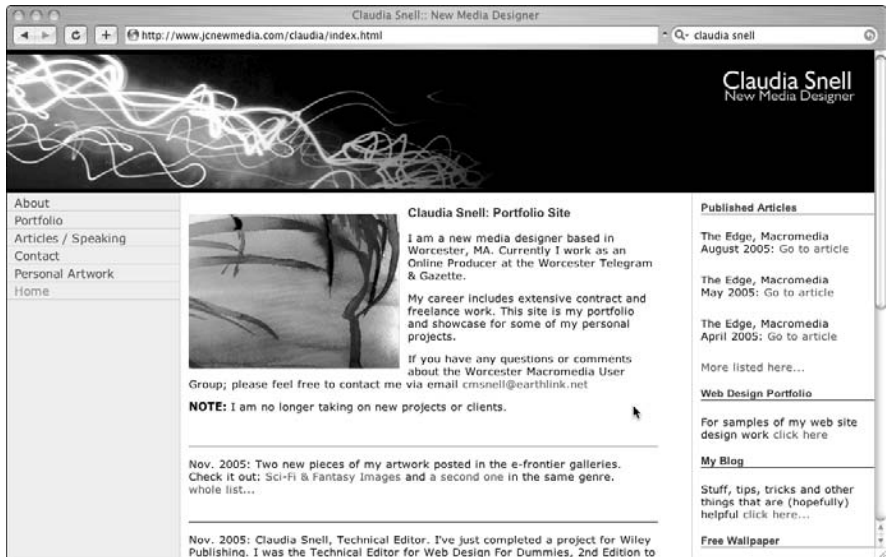 Claudia Snell:: New Media Designer
http://www.jcnewmedia.com/claudia/index.html
claudia snell
Claudia Snell
New Media Designer
About
Portfolio
Articles / Speaking
Contact
Personal Artwork
Home
Claudia Snell: Portfolio Site
I am a new media designer based in
Worcester, MA. Currently I work as an
Online Producer at the Worcester Telegram
& Gazette.
My career includes extensive contract and
freelance work. This site is my portfolio
and showcase for some of my personal
projects.
If you have any questions or comments
about the Worcester Macromedia User
Group; please feel free to contact me via email cmsnell@earthlink.net
NOTE: I am no longer taking on new projects or clients.
Nov. 2005: Two new pieces of my artwork posted in the e-frontier galleries.
Check it out: Sci-Fi & Fantasy Images and a second one in the same genre.
whole list...
Nov. 2005: Claudia Snell, Technical Editor. I've just completed a project for Wiley
Publishing. I was the Technical Editor for Web Design For Dummies, 2nd Edition to
Published Articles
The Edge, Macromedia
August 2005: Go to article
The Edge, Macromedia
May 2005: Go to article
The Edge, Macromedia
April 2005: Go to article
More listed here...
Web Design Portfolio
For samples of my web site
design work click here
My Blog
Stuff, tips, tricks and other
things that are (hopefully)
helpful click here...
Free Wallpaper